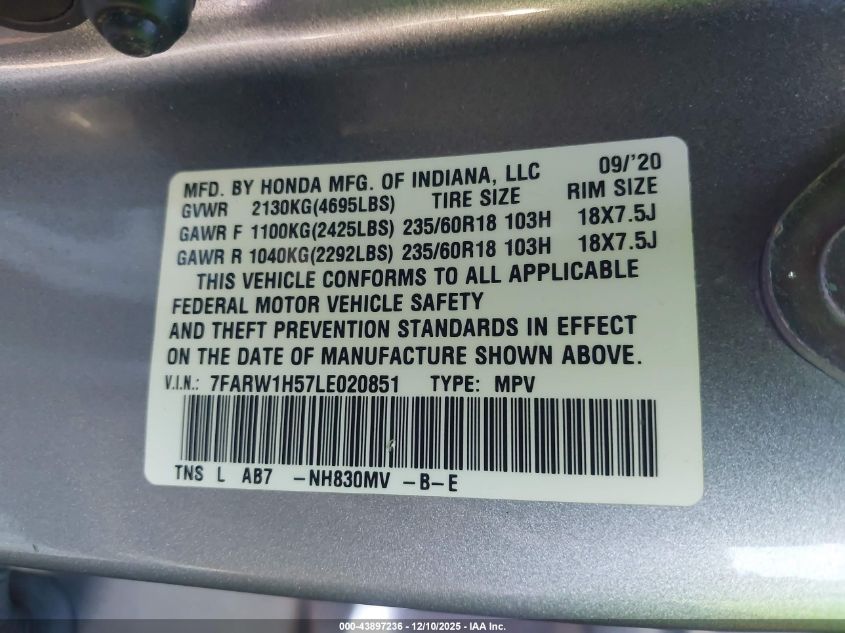 MFD. BY HONDA MFG. OF INDIANA, LLC 09/'20
GVWR 2130KG(4695LBS) TIRE SIZE RIM SIZE
GAWR F 1100KG(2425LBS) 235/60R18 103H 18X7.5J
GAWR R 1040KG(2292LBS) 235/60R18 103H 18X7.5J
THIS VEHICLE CONFORMS TO ALL APPLICABLE
FEDERAL MOTOR VEHICLE SAFETY
AND THEFT PREVENTION STANDARDS IN EFFECT
ON THE DATE OF MANUFACTURE SHOWN ABOVE.
V.I.N.: 7FARW1H57LE020851 TYPE: MPV
TNS L AB7 -NH830MV -B-E
000-43897236 - 12/10/2025 - IAA Inc.